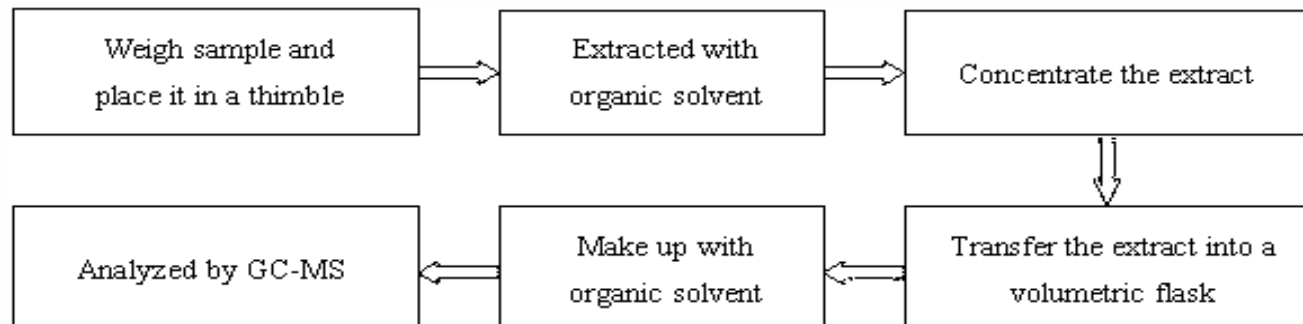 Weigh sample and
place it in a thimble
Extracted with
organic solvent
Concentrate the extract
Transfer the extract into a
volumetric flask
Make up with
organic solvent
Analyzed by GC-MS